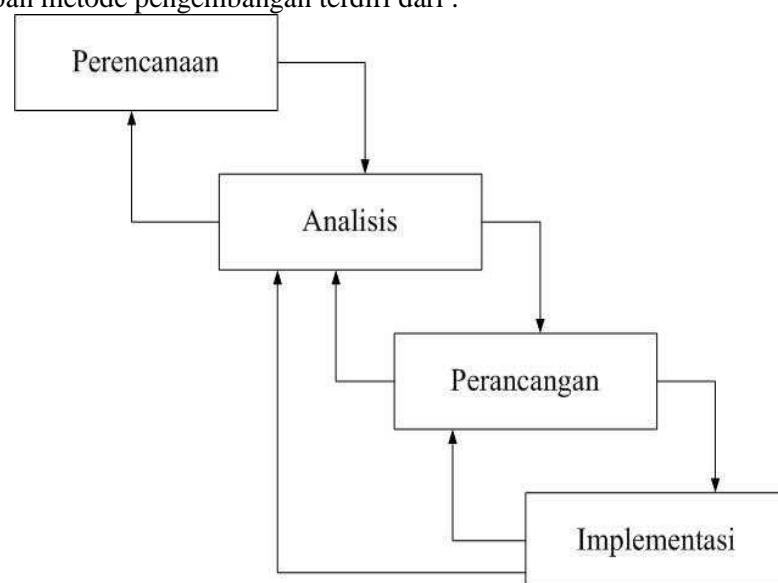 metode pengembangan terdiri dari :
Perencanaan
Analisis
Perancangan
Implementasi